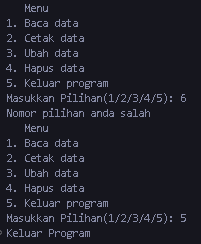 Menu
1. Baca data
2. Cetak data
3. Ubah data
4. Hapus data
5. Keluar program
Masukkan Pilihan(1/2/3/4/5): 6
Nomor pilihan anda salah
Menu
1. Baca data
2. Cetak data
3. Ubah data
4. Hapus data
5. Keluar program
Masukkan Pilihan(1/2/3/4/5): 5
Keluar Program